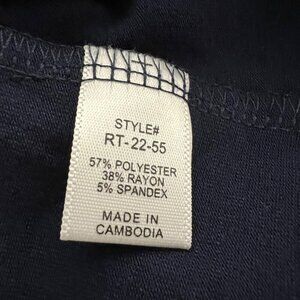 STYLE#
RT-22-55
57% POLYESTER
38% RAYON
5% SPANDEX
MADE IN
CAMBODIA